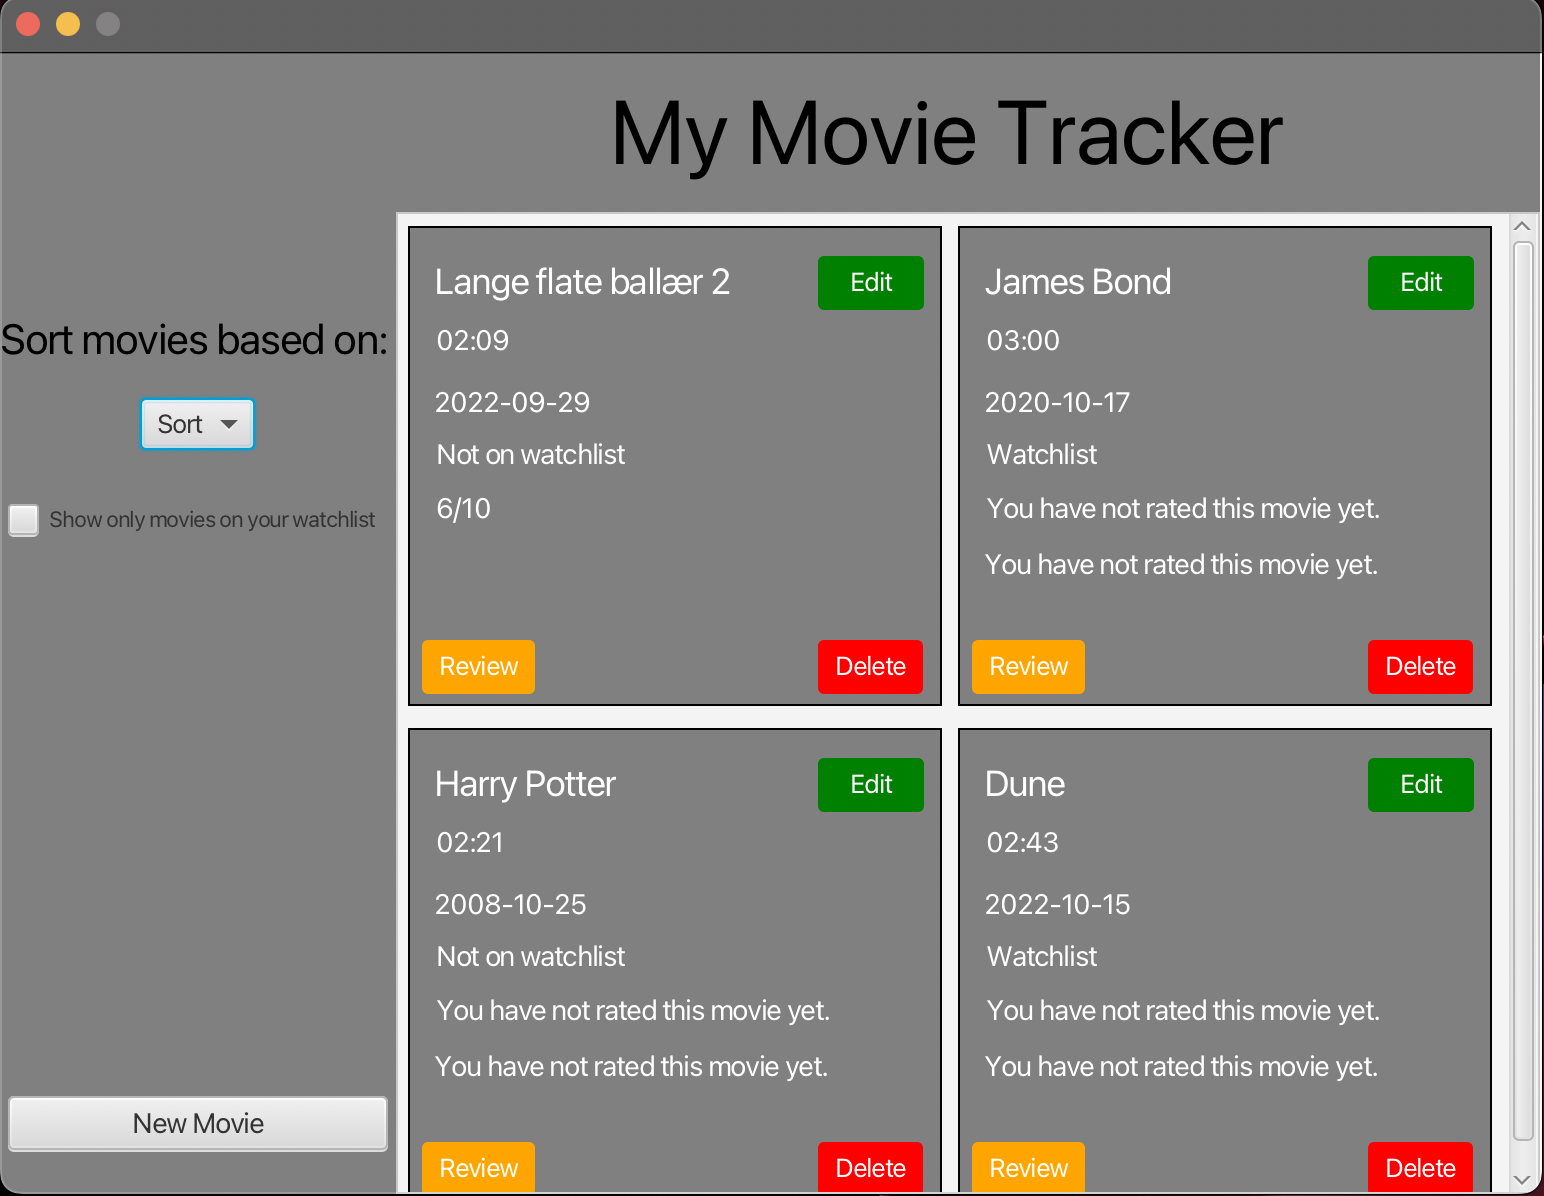 My Movie Tracker
Sort movies based on:
Sort
Show only movies on your watchlist
New Movie
Lange flate ballær 2
Edit
02:09
2022-09-29
Not on watchlist
6/10
Review
Delete
James Bond
Edit
03:00
2020-10-17
Watchlist
You have not rated this movie yet.
You have not rated this movie yet.
Review
Delete
Harry Potter
Edit
02:21
2008-10-25
Not on watchlist
You have not rated this movie yet.
You have not rated this movie yet.
Review
Delete
Dune
Edit
02:43
2022-10-15
Watchlist
You have not rated this movie yet.
You have not rated this movie yet.
Review
Delete